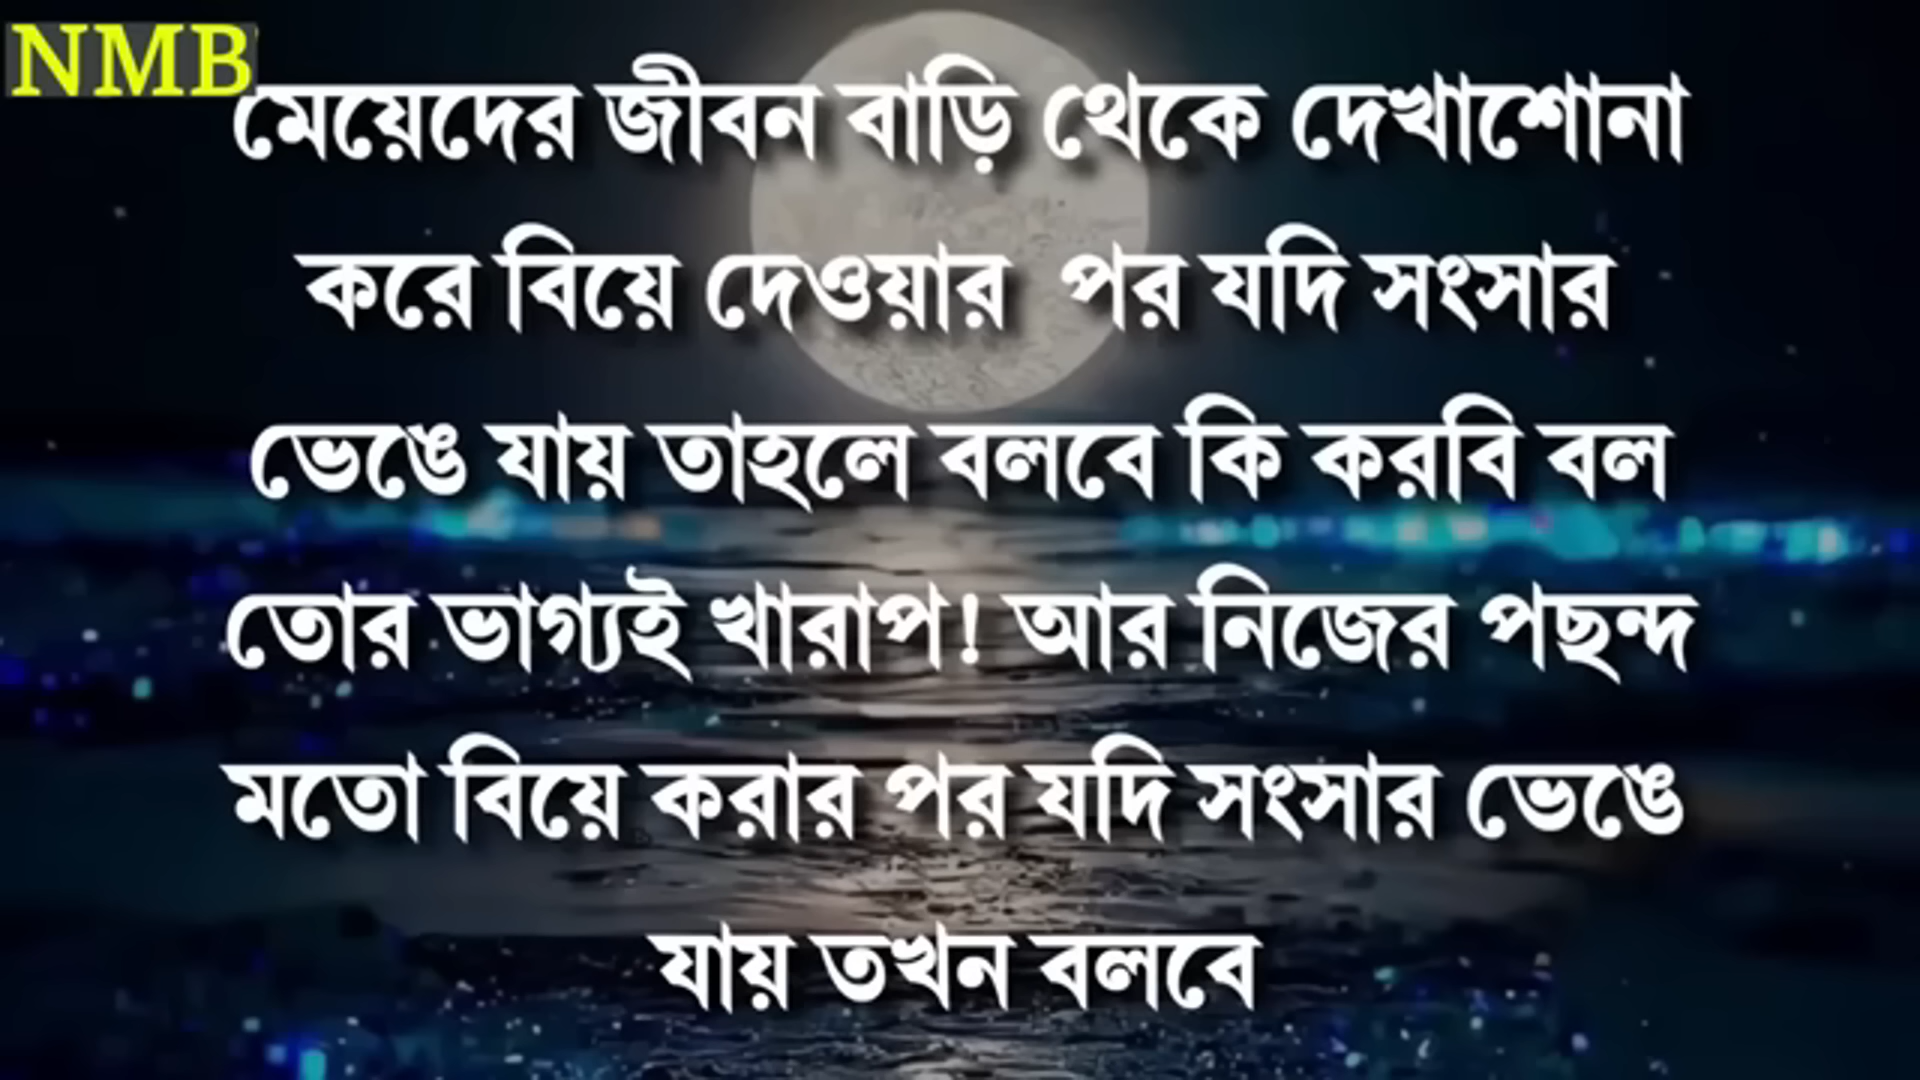 NMB
মেয়েদের জীবন বাড়ি থেকে দেখাশোনা
করে বিয়ে দেওয়ার পর যদি সংসার
ভেঙে যায় তাহলে বলবে কি করবি বল
তোর ভাগ্যই খারাপ! আর নিজের পছন্দ
মতো বিয়ে করার পর যদি সংসার ভেঙে
যায় তখন বলবে